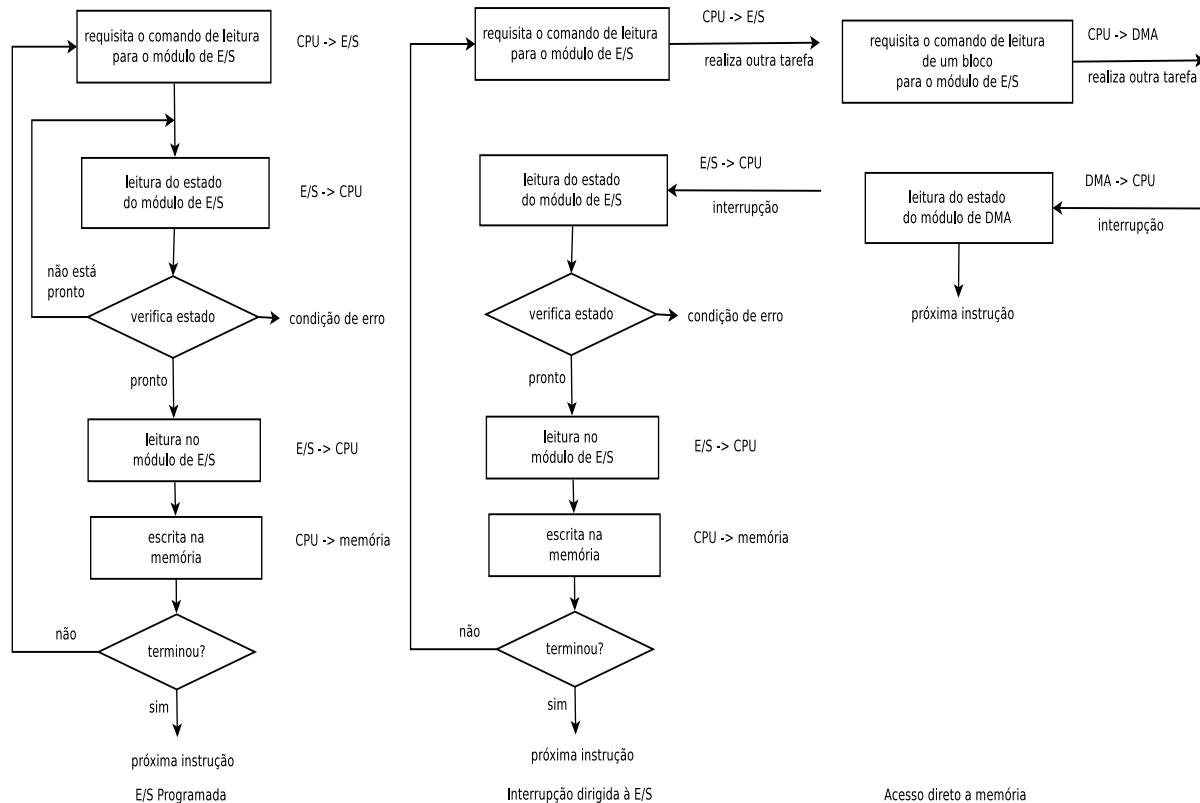 requisita o comando de leitura
para o módulo de E/S
CPU -> E/S
leitura do estado
do módulo de E/S
E/S -> CPU
não está
pronto
verifica estado
condição de erro
pronto
leitura no
módulo de E/S
E/S -> CPU
escrita na
memória
CPU -> memória
não
terminou?
sim
próxima instrução
E/S Programada
requisita o comando de leitura
para o módulo de E/S
CPU -> E/S
realiza outra tarefa
leitura do estado
do módulo de E/S
E/S -> CPU
interrupção
verifica estado
condição de erro
pronto
leitura no
módulo de E/S
E/S -> CPU
escrita na
memória
CPU -> memória
não
terminou?
sim
próxima instrução
Interrupção dirigida à E/S
requisita o comando de leitura
de um bloco
para o módulo de E/S
CPU -> DMA
realiza outra tarefa
leitura do estado
do módulo de DMA
DMA -> CPU
interrupção
próxima instrução
Acesso direto a memória